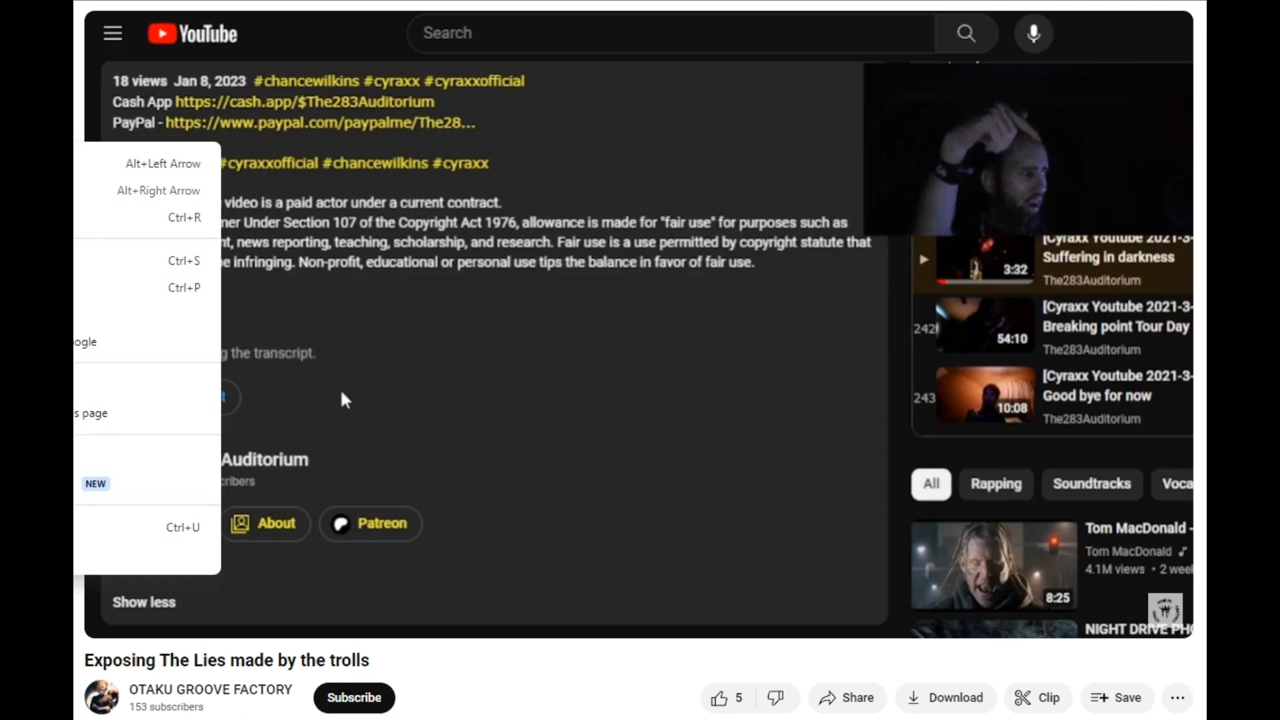 YouTube
Search
18 views Jan 8, 2023 #chancewilkins #cyraxx #cyraxxofficial
Cash App https://cash.app/$The283Auditorium
PayPal - https://www.paypal.com/paypalme/The28...
#cyraxxofficial #chancewilkins #cyraxx
video is a paid actor under a current contract.
ner Under Section 107 of the Copyright Act 1976, allowance is made for "fair use" for purposes such as
nt, news reporting, teaching, scholarship, and research. Fair use is a use permitted by copyright statute that
e infringing. Non-profit, educational or personal use tips the balance in favor of fair use.
g the transcript.
t
Auditorium
cribers
About
Patreon
Show less
Alt+Left Arrow
Alt+Right Arrow
Ctrl+R
Ctrl+S
Ctrl+P
oogle
s page
NEW
Ctrl+U
[Cyraxx Youtube 2021-3-
Suffering in darkness
The283Auditorium
3:32
242
[Cyraxx Youtube 2021-3-
Breaking point Tour Day
The283Auditorium
54:10
243
[Cyraxx Youtube 2021-3-
Good bye for now
The283Auditorium
10:08
All
Rapping
Soundtracks
Voca
Tom MacDonald -
Tom MacDonald
4.1M views • 2 week
8:25
NIGHT DRIVE PH
Exposing The Lies made by the trolls
OTAKU GROOVE FACTORY
153 subscribers
Subscribe
5
Share
Download
Clip
Save